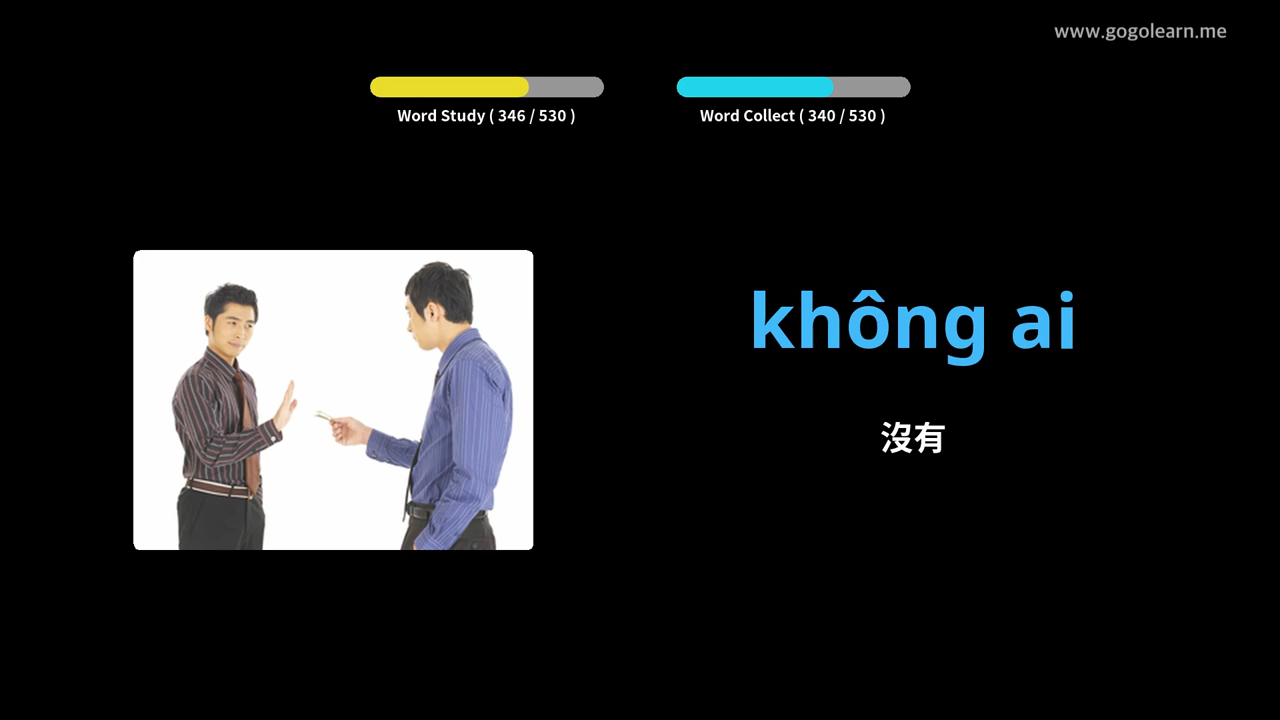 www.gogolearn.me
Word Study ( 346 / 530 )
Word Collect ( 340 / 530 )
không ai
沒有